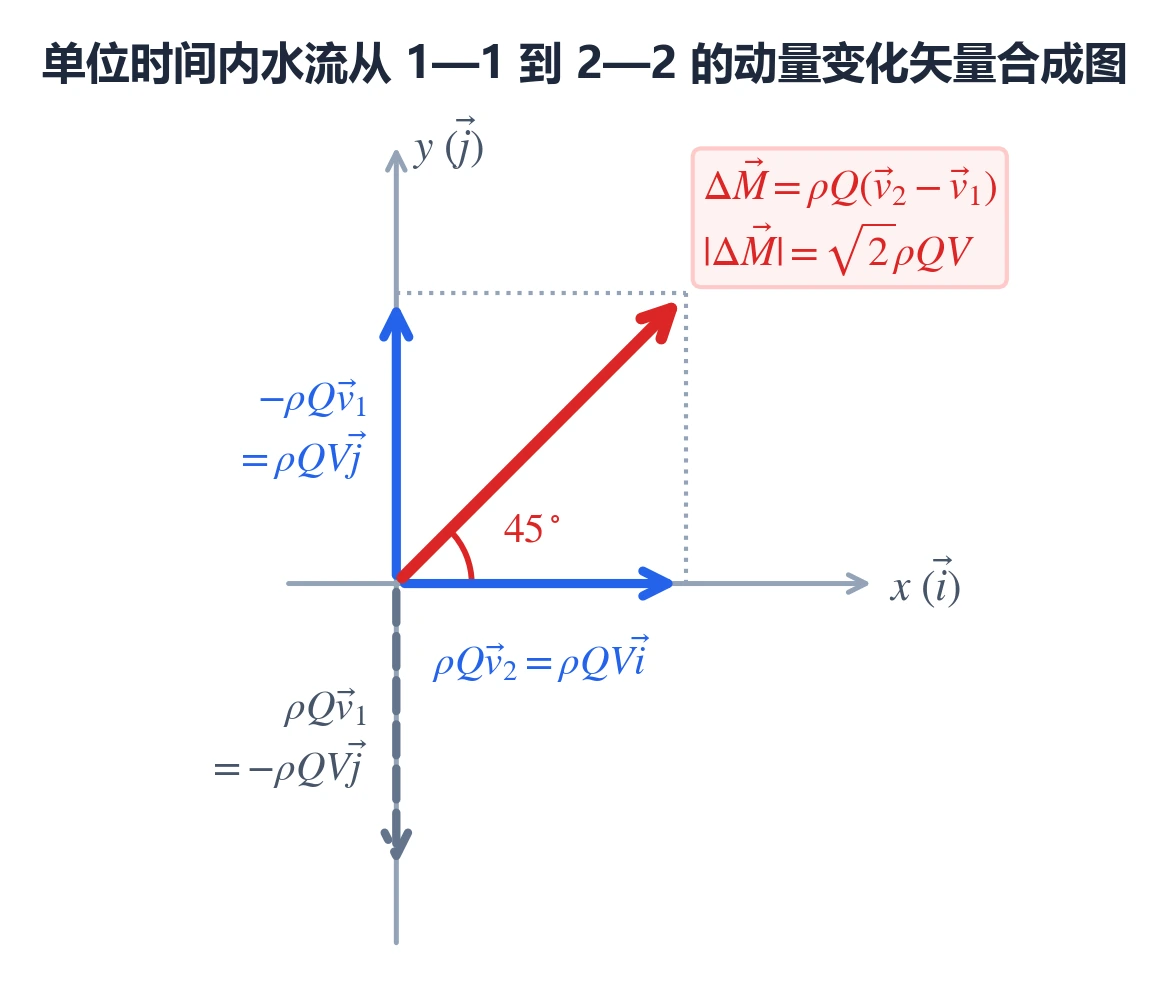 单位时间内水流从 1—1 到 2—2 的动量变化矢量合成图
y (j⃗)
ΔM⃗ = ρQ(v⃗₂ − v⃗₁)
|ΔM⃗| = √2 ρQV
−ρQv⃗₁
= ρQVj⃗
45°
x (i⃗)
ρQv⃗₂ = ρQVi⃗
ρQv⃗₁
= −ρQVj⃗